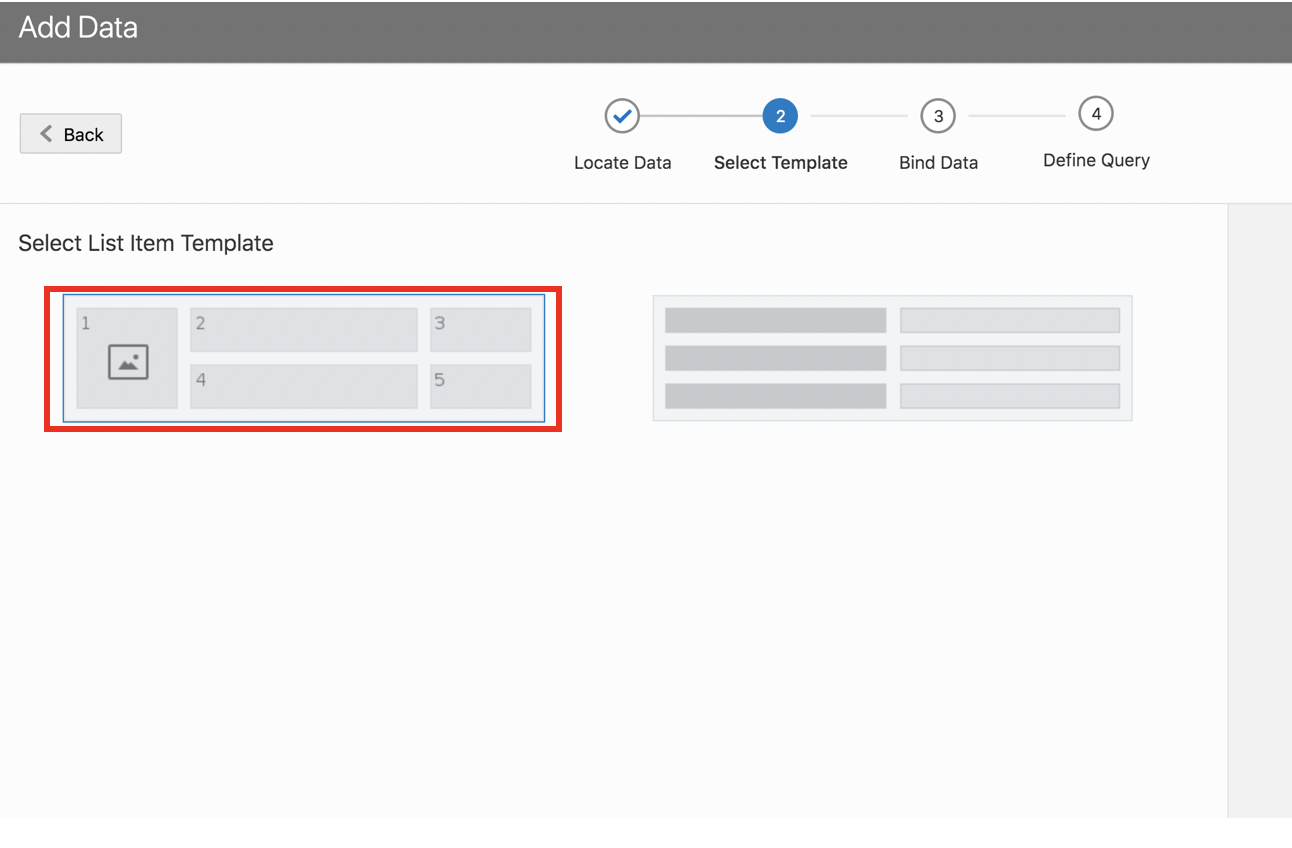 Add Data
Back
2
3
4
Locate Data
Select Template
Bind Data
Define Query
Select List Item Template
1
2
3
4
5